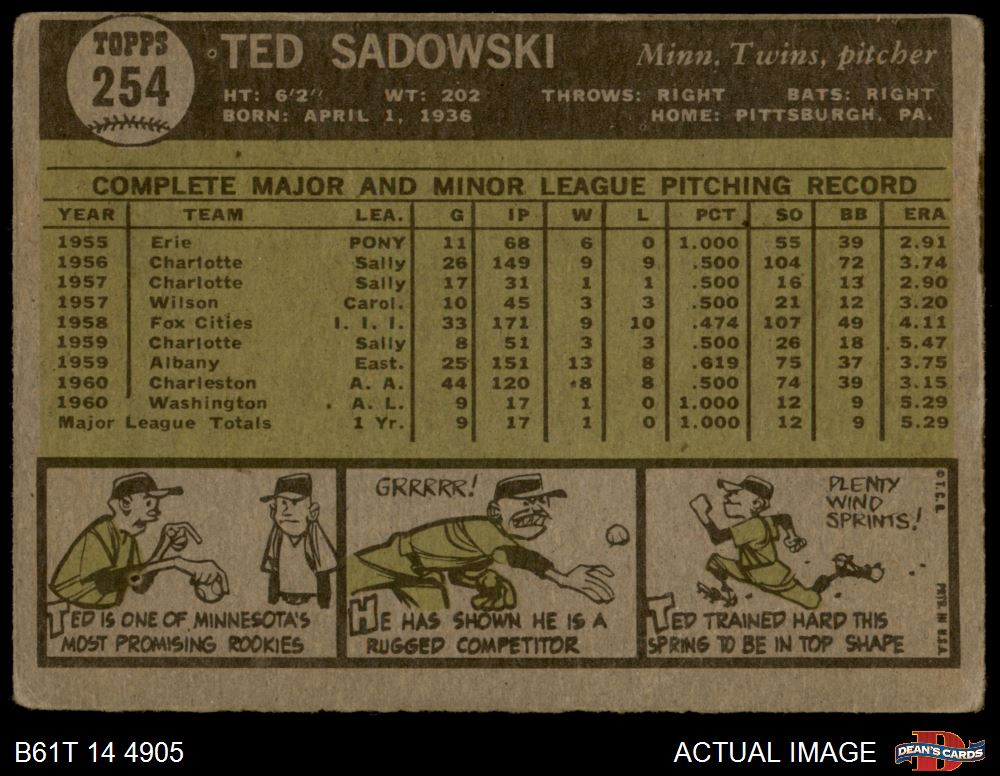 TOPPS
254
TED SADOWSKI Minn. Twins, pitcher
HT: 6'2" WT: 202 THROWS: RIGHT BATS: RIGHT
BORN: APRIL 1, 1936 HOME: PITTSBURGH, PA.
COMPLETE MAJOR AND MINOR LEAGUE PITCHING RECORD
YEAR TEAM LEA. G IP W L PCT SO BB ERA
1955 Erie PONY 11 68 6 0 1.000 55 39 2.91
1956 Charlotte Sally 26 149 9 9 .500 104 72 3.74
1957 Charlotte Sally 17 31 1 1 .500 16 13 2.90
1957 Wilson Carol. 10 45 3 3 .500 21 12 3.20
1958 Fox Cities I. I. I. 33 171 9 10 .474 107 49 4.11
1959 Charlotte Sally 8 51 3 3 .500 26 18 5.47
1959 Albany East. 25 151 13 8 .619 75 37 3.75
1960 Charleston A. A. 44 120 8 8 .500 74 39 3.15
1960 Washington A. L. 9 17 1 0 1.000 12 9 5.29
Major League Totals 1 Yr. 9 17 1 0 1.000 12 9 5.29
TED IS ONE OF MINNESOTA'S
MOST PROMISING ROOKIES
GRRRRR!
HE HAS SHOWN HE IS A
RUGGED COMPETITOR
PLENTY
WIND
SPRINTS!
TED TRAINED HARD THIS
SPRING TO BE IN TOP SHAPE
© T. C. G. PRTD. IN U.S.A.
B61T 14 4905
ACTUAL IMAGE
D
DEAN'S CARDS